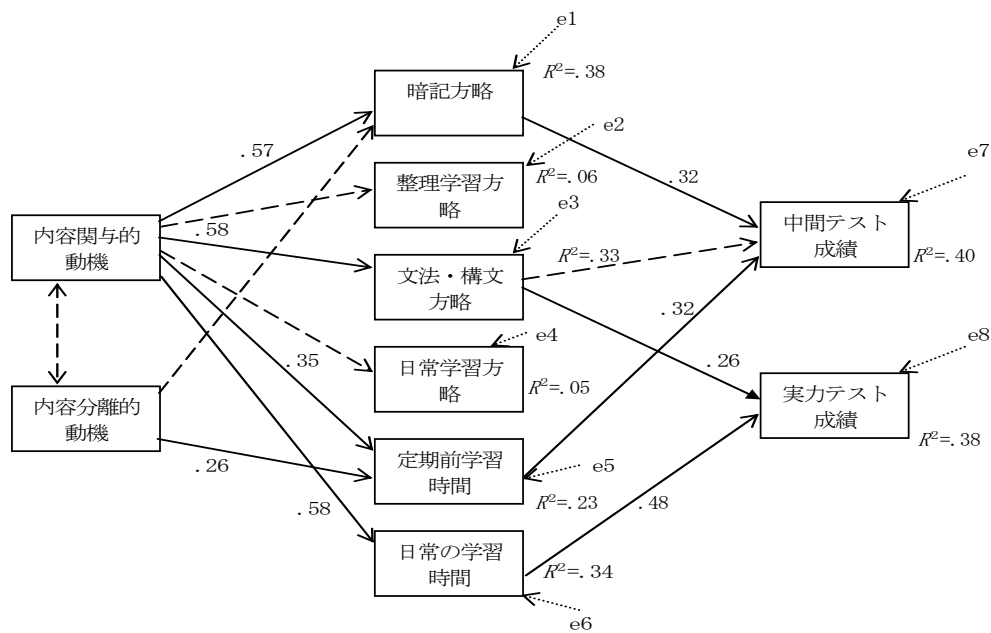 e1
暗記方略
R²=.38
e2
.57
整理学習方
略
R²=.06
.32
e7
e3
内容関与的
動機
.58
文法・構文
方略
R²=.33
中間テスト
成績
R²=.40
.32
e4
.35
日常学習方
略
R²=.05
.26
e8
内容分離的
動機
実力テスト
成績
R²=.38
.26
定期前学習
時間
e5
R²=.23
.48
.58
日常の学習
時間
R²=.34
e6